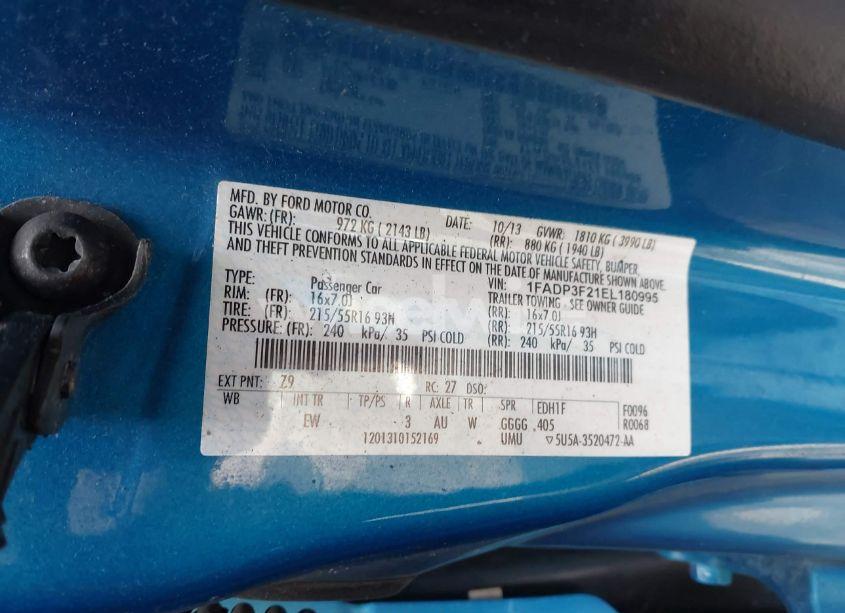 MFD. BY FORD MOTOR CO. DATE: 10/13 GVWR: 1810 KG ( 3990 LB)
GAWR: (FR): 972 KG ( 2143 LB) (RR): 880 KG ( 1940 LB)
THIS VEHICLE CONFORMS TO ALL APPLICABLE FEDERAL MOTOR VEHICLE SAFETY, BUMPER,
AND THEFT PREVENTION STANDARDS IN EFFECT ON THE DATE OF MANUFACTURE SHOWN ABOVE.
VIN: 1FADP3F21EL180995
TYPE: Passenger Car TRAILER TOWING - SEE OWNER GUIDE
RIM: (FR): 16x7.0J (RR): 16x7.0J
TIRE: (FR): 215/55R16 93H (RR): 215/55R16 93H
PRESSURE: (FR): 240 kPa/ 35 PSI COLD (RR): 240 kPa/ 35 PSI COLD
EXT PNT: Z9 RC: 27 DSO:
WB INT TR TP/PS R AXLE TR SPR EDH1F F0096
EW 3 AU W GGGG .405 R0068
1201310152169 UMU ▽5U5A-3520472-AA